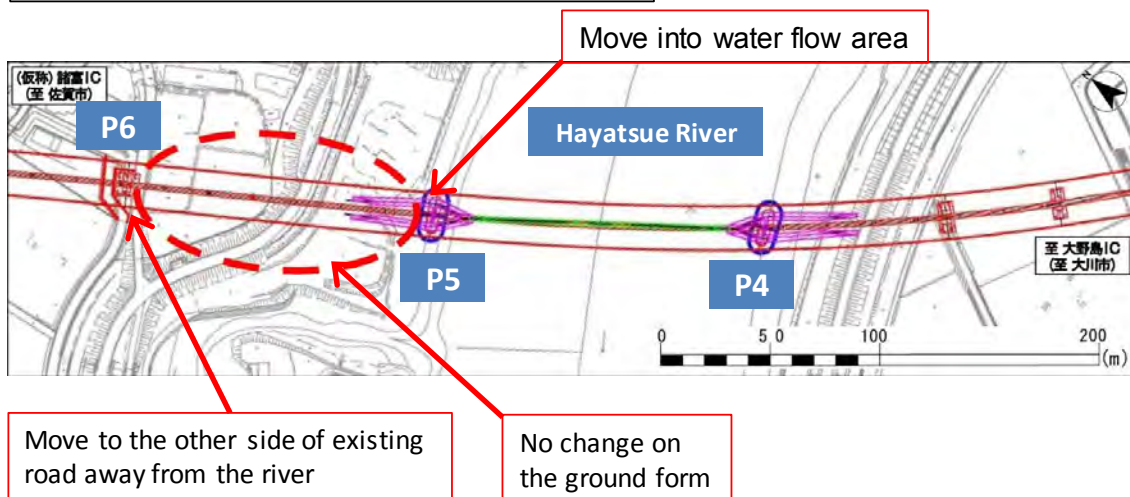 Move into water flow area
(仮称)諸富IC
(至 佐賀市)
N
P6
Hayatsue River
P5
P4
至 大野島IC
(至 大川市)
0 5 0 100 200
(m)
Move to the other side of existing
road away from the river
No change on
the ground form